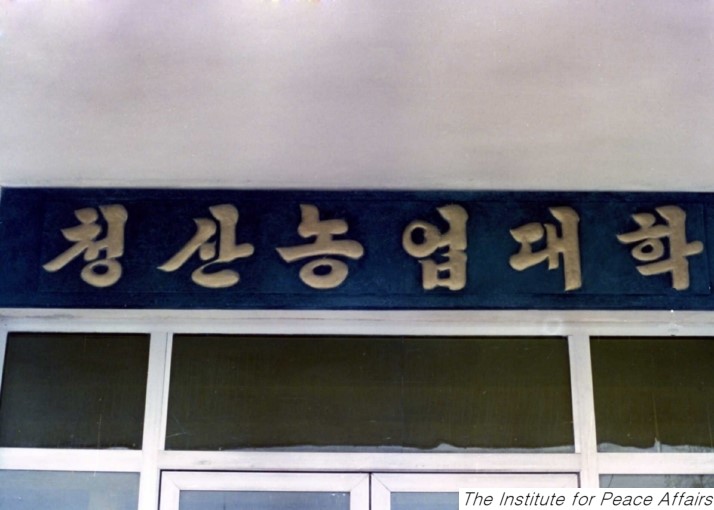 청산농업대학
The Institute for Peace Affairs